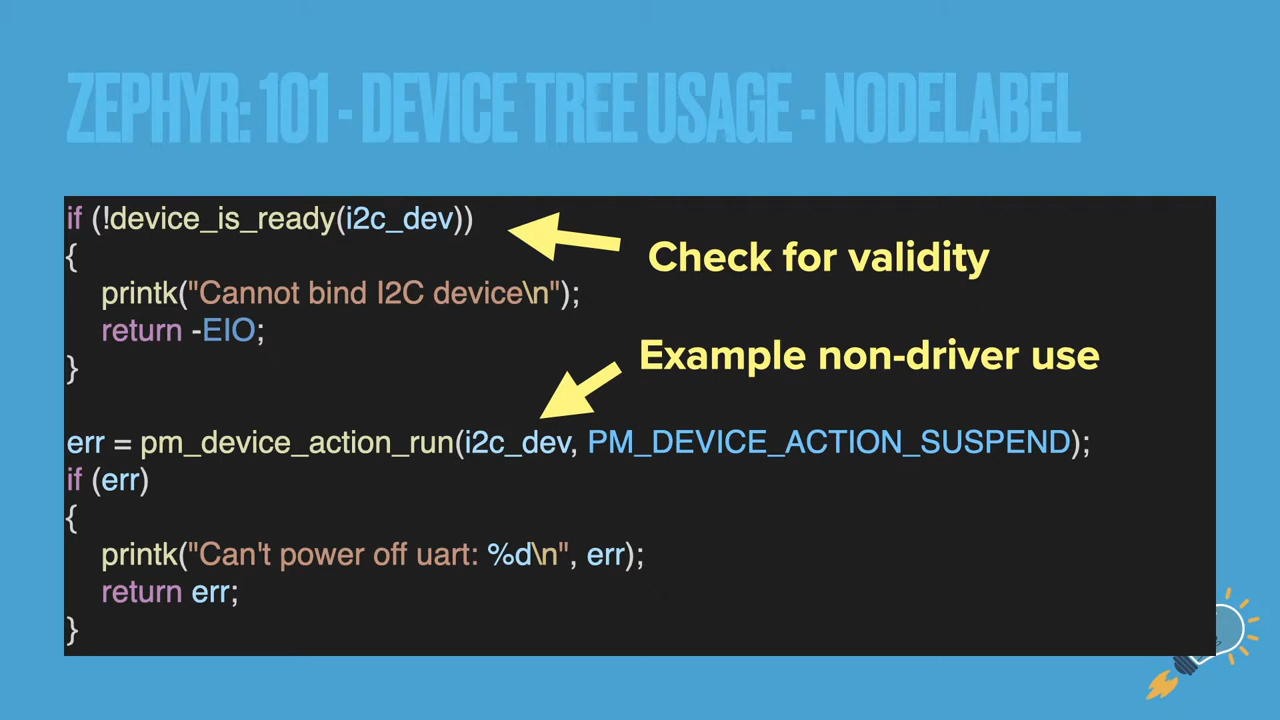 ZEPHYR: 101 - DEVICE TREE USAGE - NODELABEL
if (!device_is_ready(i2c_dev))
{
Check for validity
printk("Cannot bind I2C device\n");
return -EIO;
}
Example non-driver use
err = pm_device_action_run(i2c_dev, PM_DEVICE_ACTION_SUSPEND);
if (err)
{
printk("Can't power off uart: %d\n", err);
return err;
}